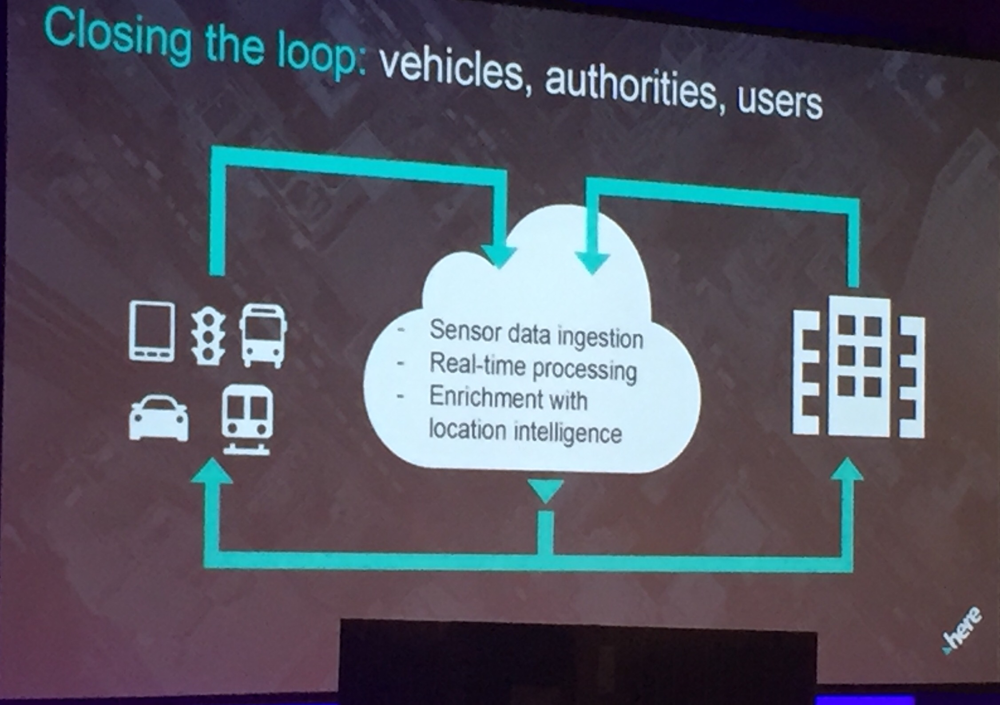 Closing the loop: vehicles, authorities, users
- Sensor data ingestion
- Real-time processing
- Enrichment with
location intelligence
here